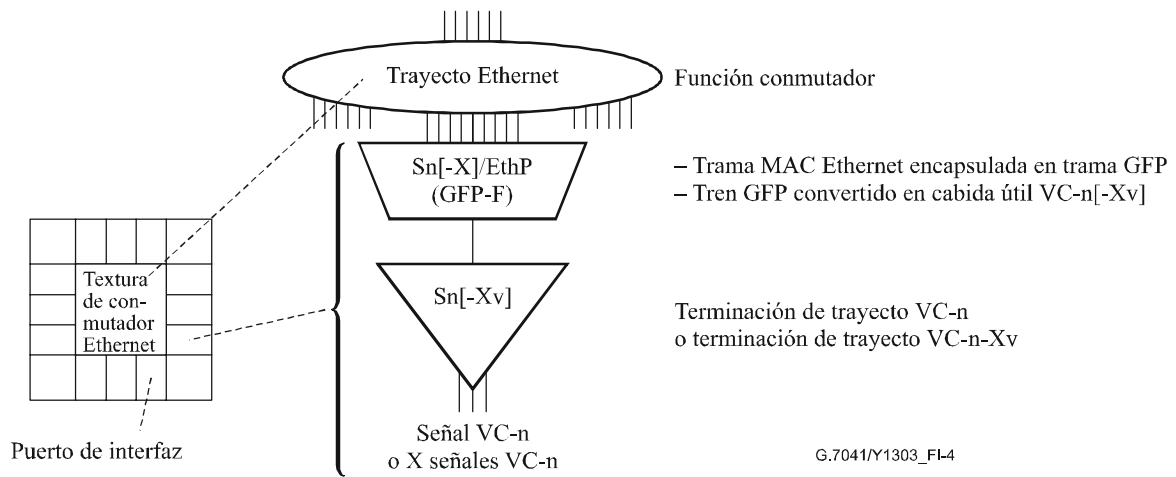 Trayecto Ethernet
Función conmutador
Sn[-X]/EthP
(GFP-F)
– Trama MAC Ethernet encapsulada en trama GFP
– Tren GFP convertido en cabida útil VC-n[-Xv]
Textura
de con-
mutador
Ethernet
Sn[-Xv]
Terminación de trayecto VC-n
o terminación de trayecto VC-n-Xv
Puerto de interfaz
Señal VC-n
o X señales VC-n
G.7041/Y1303_FI-4